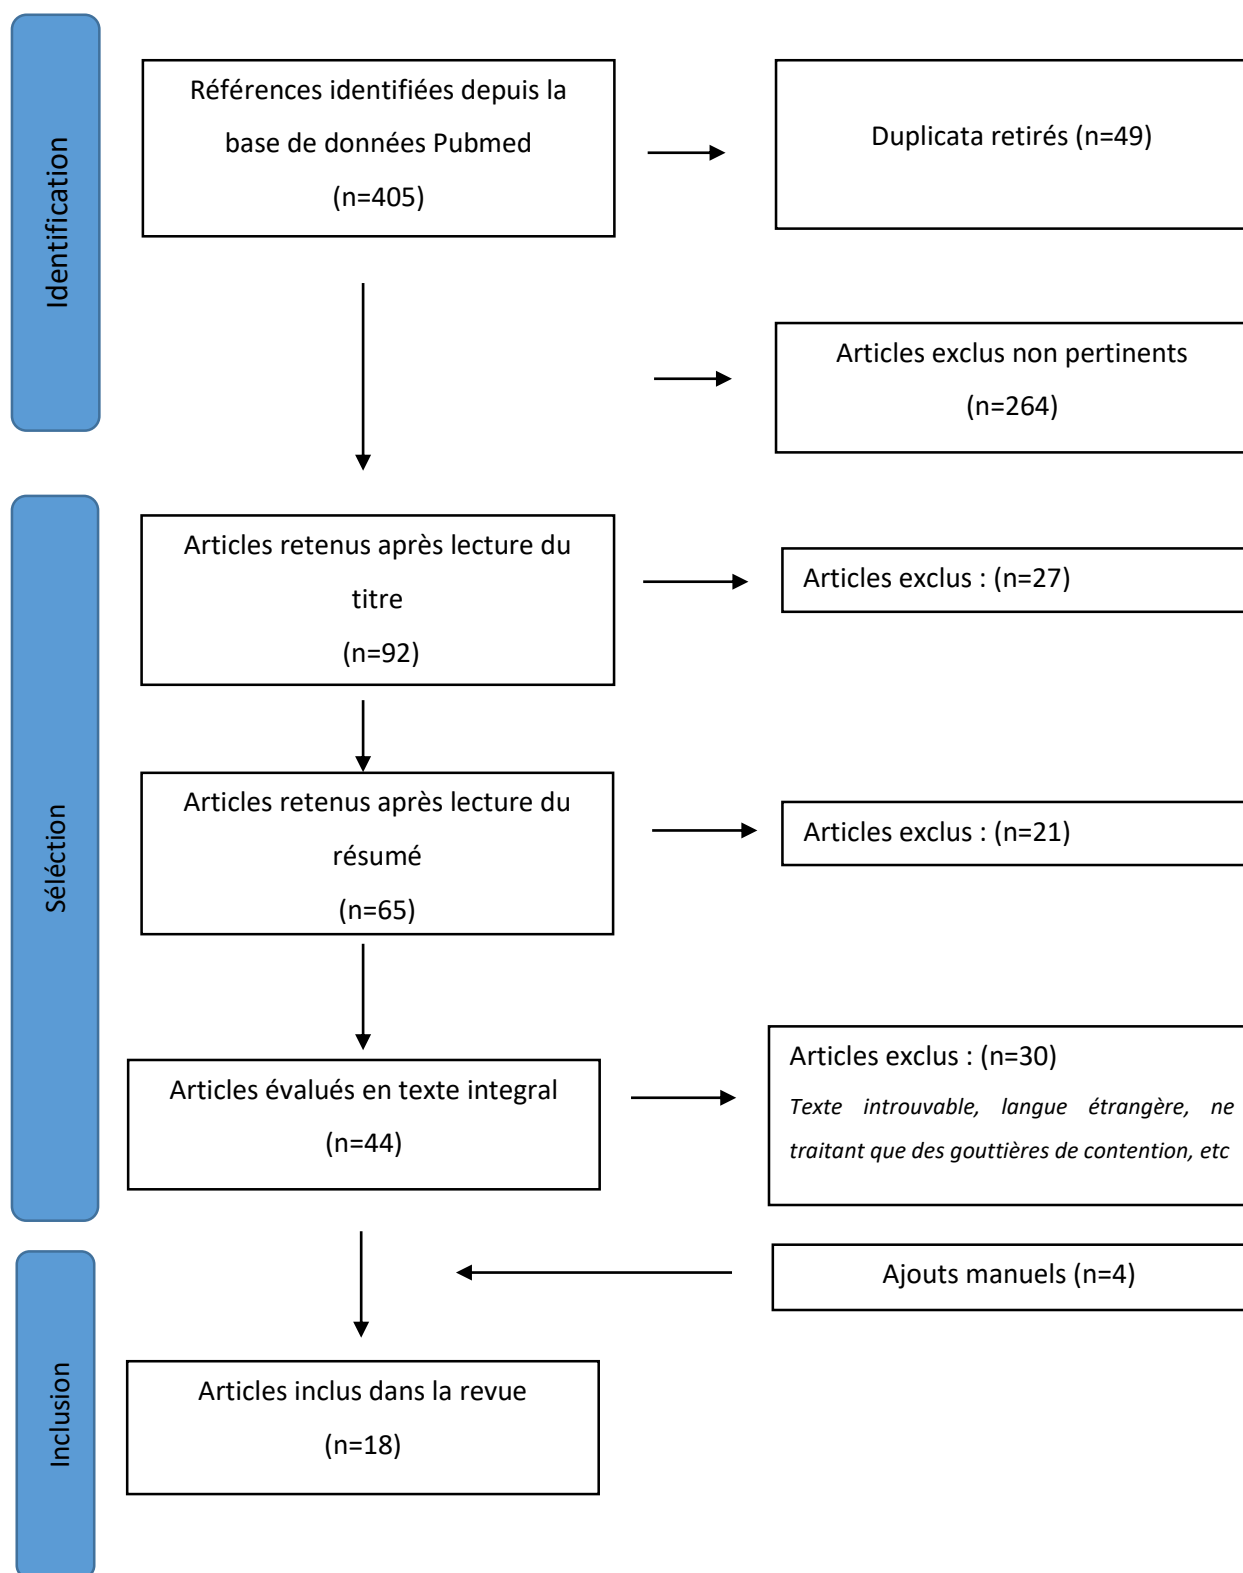 Identification
Références identifiées depuis la
base de données Pubmed
(n=405)
Duplicata retirés (n=49)
Articles exclus non pertinents
(n=264)
Séléction
Articles retenus après lecture du
titre
(n=92)
Articles exclus : (n=27)
Articles retenus après lecture du
résumé
(n=65)
Articles exclus : (n=21)
Articles évalués en texte integral
(n=44)
Articles exclus : (n=30)
Texte introuvable, langue étrangère, ne
traitant que des gouttières de contention, etc
Inclusion
Ajouts manuels (n=4)
Articles inclus dans la revue
(n=18)